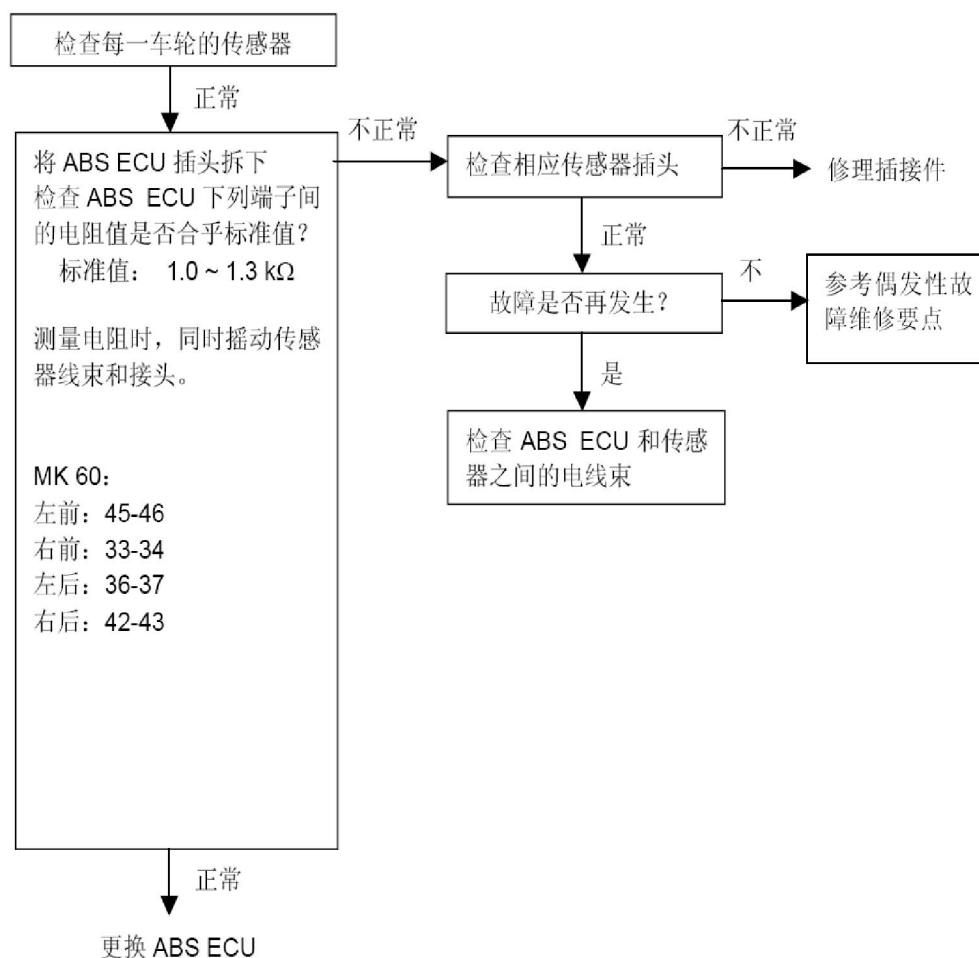 检查每一车轮的传感器
正常
将 ABS ECU 插头拆下
检查 ABS ECU 下列端子间
的电阻值是否合乎标准值？
标准值： 1.0 ~ 1.3 kΩ
测量电阻时，同时摇动传感
器线束和接头。
MK 60：
左前：45-46
右前：33-34
左后：36-37
右后：42-43
正常
更换 ABS ECU
不正常
检查相应传感器插头
不正常
修理插接件
正常
故障是否再发生？
不
参考偶发性故
障维修要点
是
检查 ABS ECU 和传感
器之间的电线束